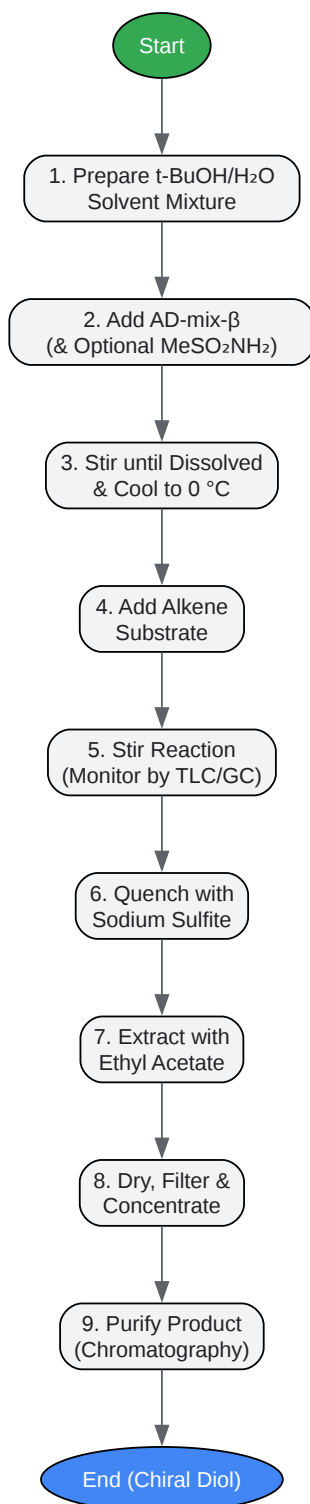 Start
1. Prepare t-BuOH/H₂O
Solvent Mixture
2. Add AD-mix-β
(& Optional MeSO₂NH₂)
3. Stir until Dissolved
& Cool to 0 °C
4. Add Alkene
Substrate
5. Stir Reaction
(Monitor by TLC/GC)
6. Quench with
Sodium Sulfite
7. Extract with
Ethyl Acetate
8. Dry, Filter &
Concentrate
9. Purify Product
(Chromatography)
End (Chiral Diol)